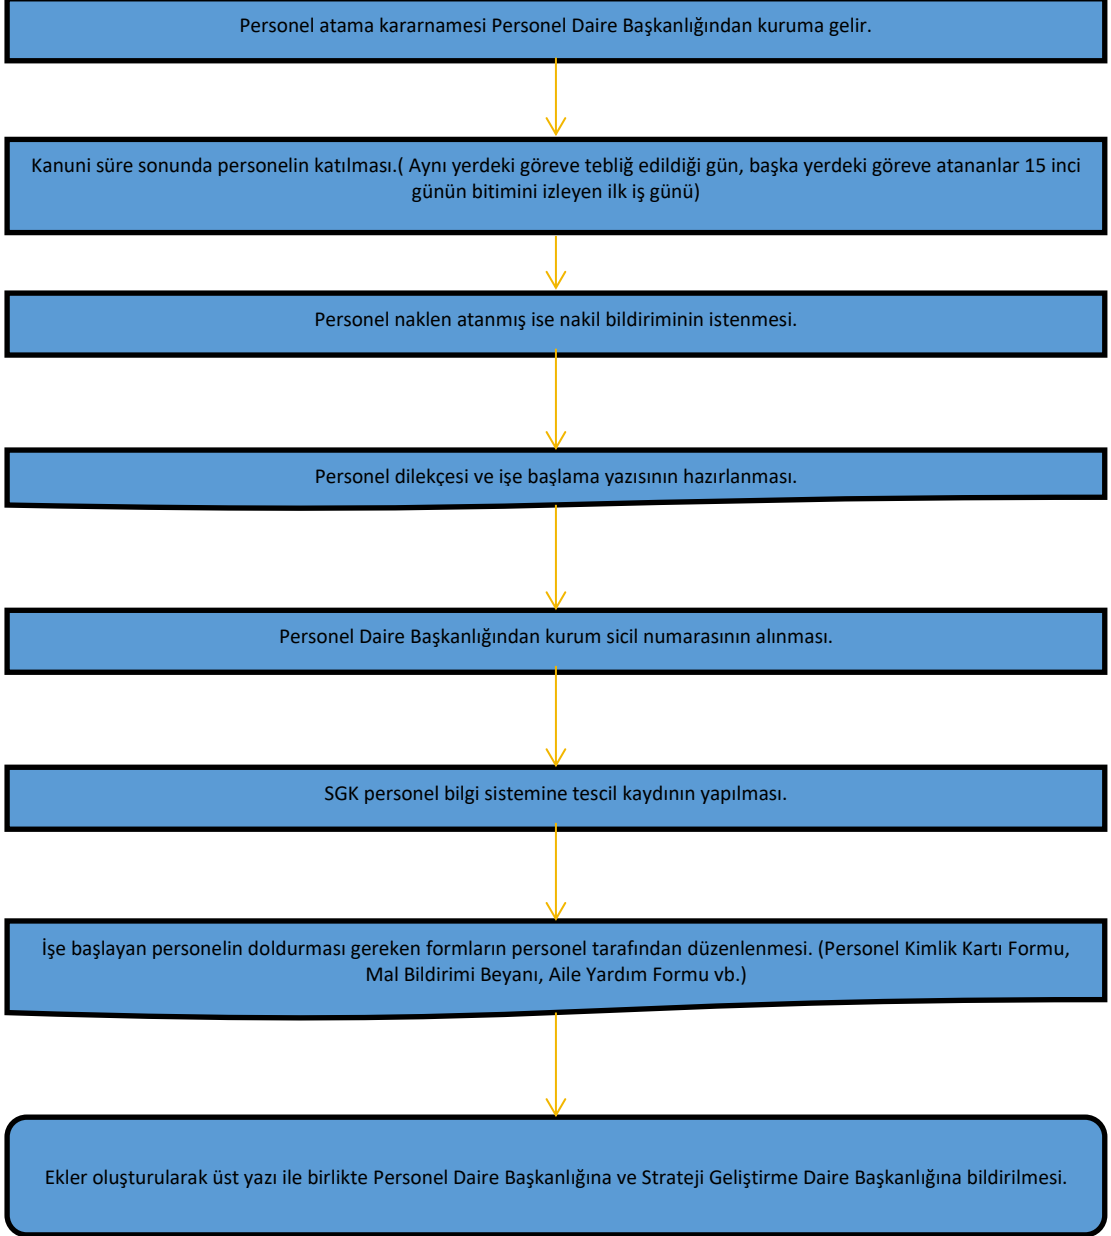 Personel atama kararnamesi Personel Daire Başkanlığından kuruma gelir.
Kanuni süre sonunda personelin katılması.( Aynı yerdeki göreve tebliğ edildiği gün, başka yerdeki göreve atananlar 15 inci
günün bitimini izleyen ilk iş günü)
Personel naklen atanmış ise nakil bildiriminin istenmesi.
Personel dilekçesi ve işe başlama yazısının hazırlanması.
Personel Daire Başkanlığından kurum sicil numarasının alınması.
SGK personel bilgi sistemine tescil kaydının yapılması.
İşe başlayan personelin doldurması gereken formların personel tarafından düzenlenmesi. (Personel Kimlik Kartı Formu,
Mal Bildirimi Beyanı, Aile Yardım Formu vb.)
Ekler oluşturularak üst yazı ile birlikte Personel Daire Başkanlığına ve Strateji Geliştirme Daire Başkanlığına bildirilmesi.